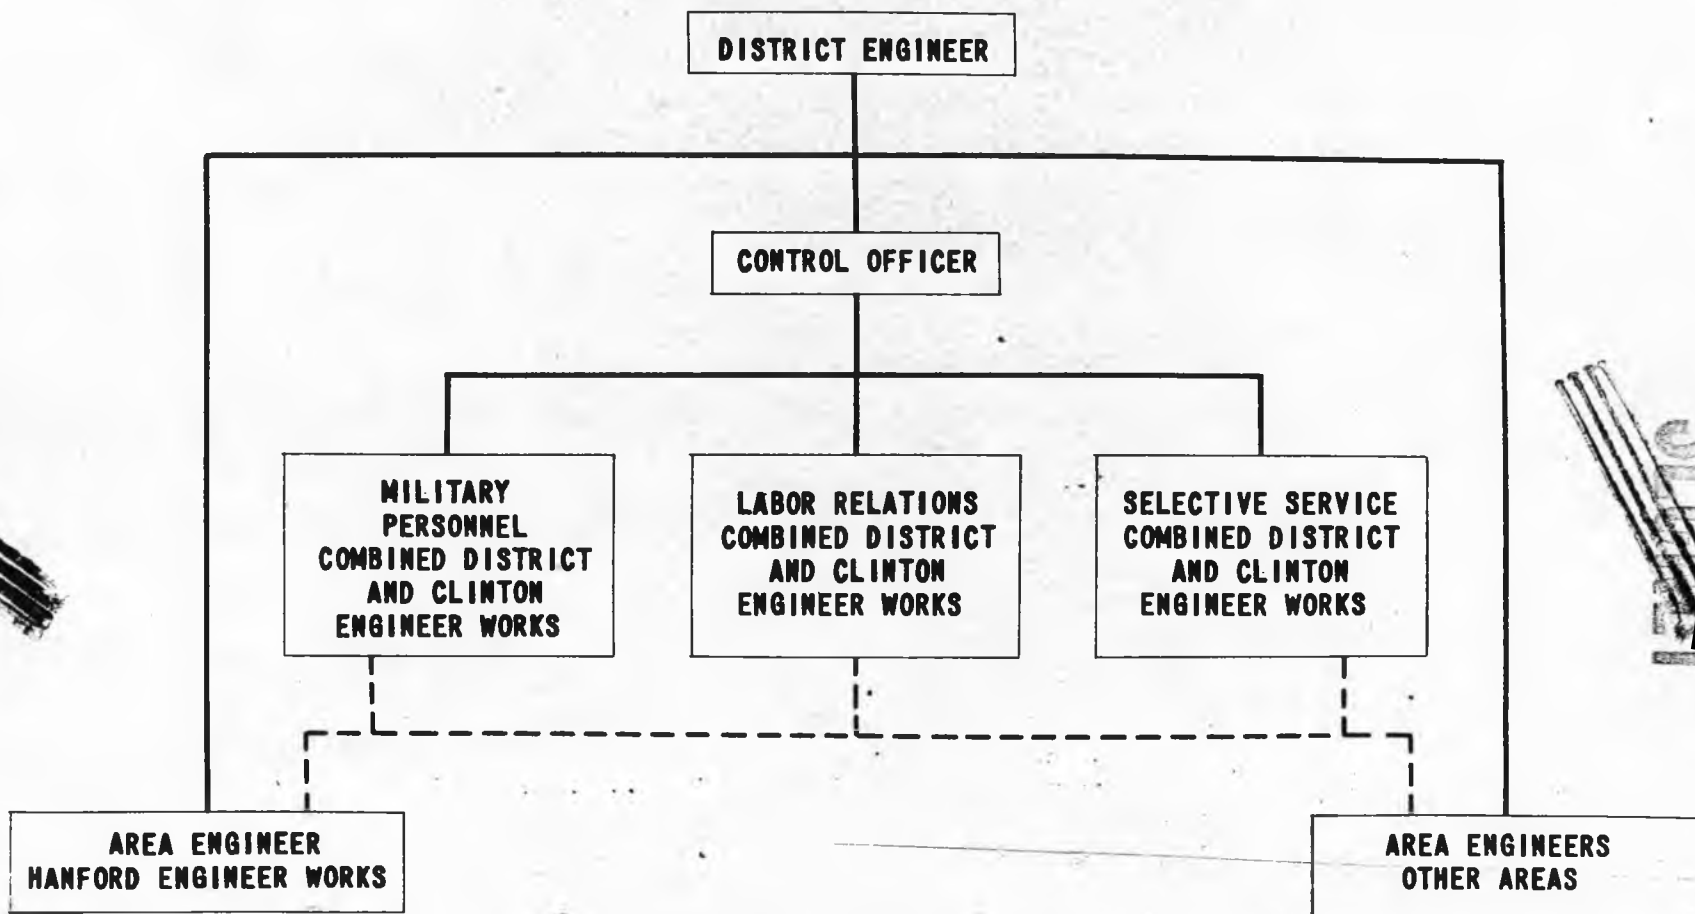 DISTRICT ENGINEER
CONTROL OFFICER
MILITARY
PERSONNEL
COMBINED DISTRICT
AND CLINTON
ENGINEER WORKS
LABOR RELATIONS
COMBINED DISTRICT
AND CLINTON
ENGINEER WORKS
SELECTIVE SERVICE
COMBINED DISTRICT
AND CLINTON
ENGINEER WORKS
AREA ENGINEER
HANFORD ENGINEER WORKS
AREA ENGINEERS
OTHER AREAS